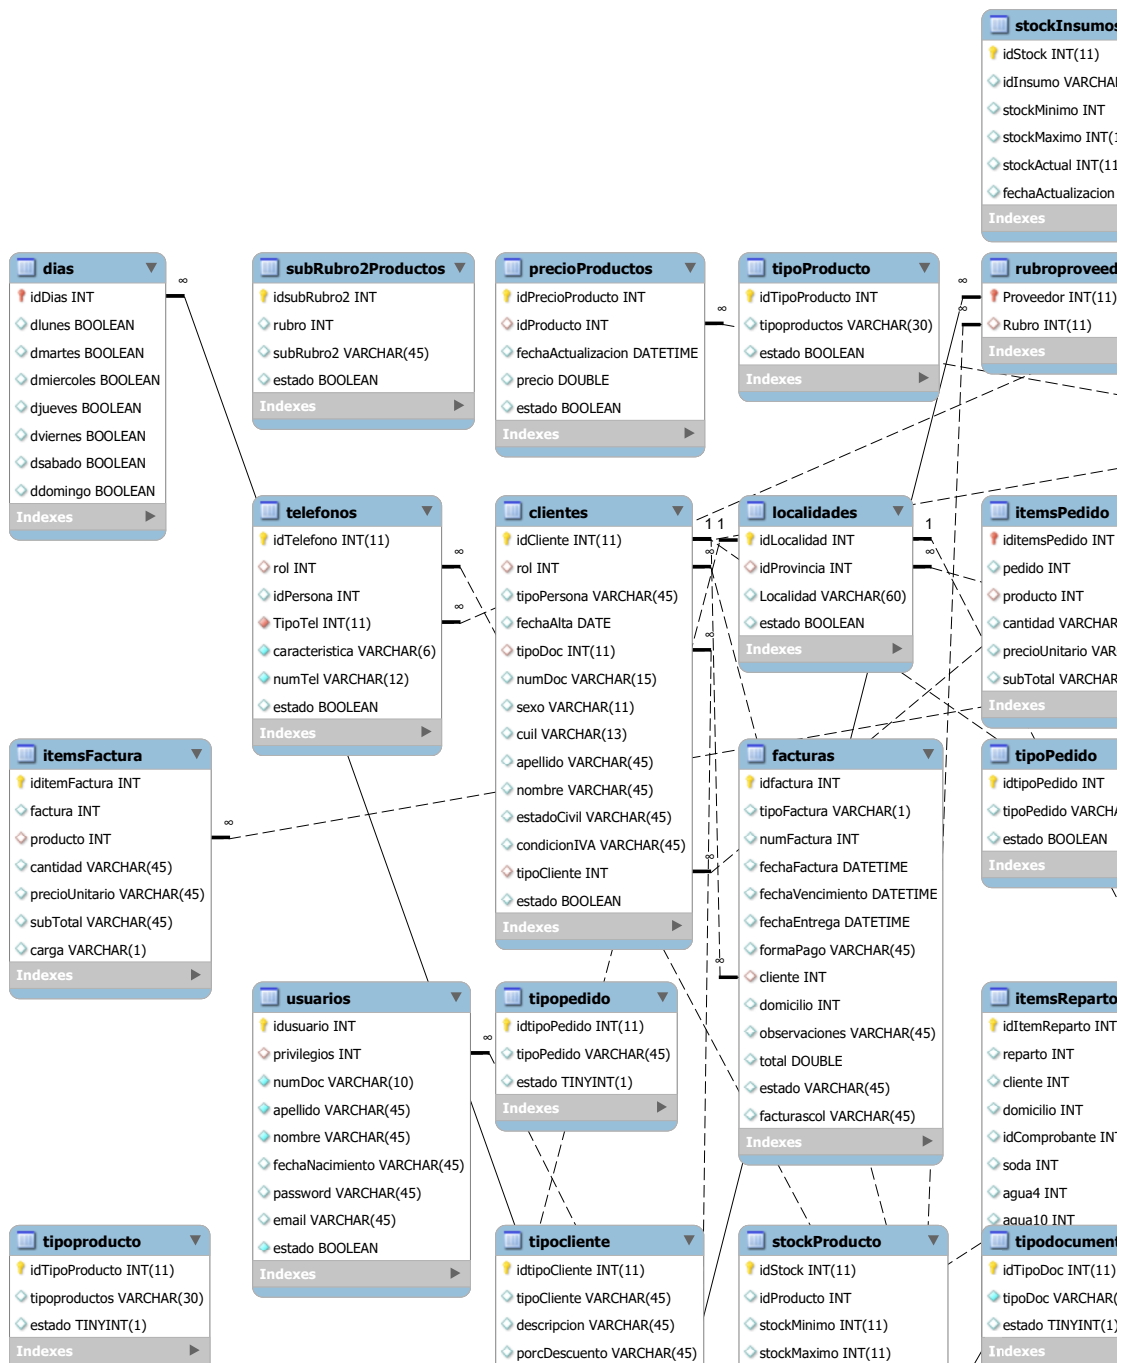 stockInsumos
idStock INT(11)
idInsumo VARCHAR
stockMinimo INT
stockMaximo INT(1
stockActual INT(11
fechaActualizacion
Indexes
dias
idDias INT
dlunes BOOLEAN
dmartes BOOLEAN
dmiercoles BOOLEAN
djueves BOOLEAN
dviernes BOOLEAN
dsabado BOOLEAN
ddomingo BOOLEAN
Indexes
∞
subRubro2Productos
idsubRubro2 INT
rubro INT
subRubro2 VARCHAR(45)
estado BOOLEAN
Indexes
precioProductos
idPrecioProducto INT
idProducto INT
fechaActualizacion DATETIME
precio DOUBLE
estado BOOLEAN
Indexes
∞
tipoProducto
idTipoProducto INT
tipoproductos VARCHAR(30)
estado BOOLEAN
Indexes
∞
∞
rubroproveed
Proveedor INT(11)
Rubro INT(11)
Indexes
telefonos
idTelefono INT(11)
rol INT
idPersona INT
TipoTel INT(11)
caracteristica VARCHAR(6)
numTel VARCHAR(12)
estado BOOLEAN
Indexes
∞
∞
clientes
idCliente INT(11)
rol INT
tipoPersona VARCHAR(45)
fechaAlta DATE
tipoDoc INT(11)
numDoc VARCHAR(15)
sexo VARCHAR(11)
cuil VARCHAR(13)
apellido VARCHAR(45)
nombre VARCHAR(45)
estadoCivil VARCHAR(45)
condicionIVA VARCHAR(45)
tipoCliente INT
estado BOOLEAN
Indexes
1
1
∞
∞
∞
localidades
idLocalidad INT
idProvincia INT
Localidad VARCHAR(60)
estado BOOLEAN
Indexes
1
∞
itemsPedido
iditemsPedido INT
pedido INT
producto INT
cantidad VARCHAR
precioUnitario VAR
subTotal VARCHAR
Indexes
itemsFactura
iditemFactura INT
factura INT
producto INT
cantidad VARCHAR(45)
precioUnitario VARCHAR(45)
subTotal VARCHAR(45)
carga VARCHAR(1)
Indexes
∞
facturas
idfactura INT
tipoFactura VARCHAR(1)
numFactura INT
fechaFactura DATETIME
fechaVencimiento DATETIME
fechaEntrega DATETIME
formaPago VARCHAR(45)
cliente INT
domicilio INT
observaciones VARCHAR(45)
total DOUBLE
estado VARCHAR(45)
facturascol VARCHAR(45)
Indexes
∞
tipoPedido
idtipoPedido INT
tipoPedido VARCHA
estado BOOLEAN
Indexes
usuarios
idusuario INT
privilegios INT
numDoc VARCHAR(10)
apellido VARCHAR(45)
nombre VARCHAR(45)
fechaNacimiento VARCHAR(45)
password VARCHAR(45)
email VARCHAR(45)
estado BOOLEAN
Indexes
∞
tipopedido
idtipoPedido INT(11)
tipoPedido VARCHAR(45)
estado TINYINT(1)
Indexes
itemsReparto
idItemReparto INT
reparto INT
cliente INT
domicilio INT
idComprobante INT
soda INT
agua4 INT
agua10 INT
tipoproducto
idTipoProducto INT(11)
tipoproductos VARCHAR(30)
estado TINYINT(1)
Indexes
tipocliente
idtipoCliente INT(11)
tipoCliente VARCHAR(45)
descripcion VARCHAR(45)
porcDescuento VARCHAR(45)
stockProducto
idStock INT(11)
idProducto INT
stockMinimo INT(11)
stockMaximo INT(11)
tipodocument
idTipoDoc INT(11)
tipoDoc VARCHAR(
estado TINYINT(1)
Indexes